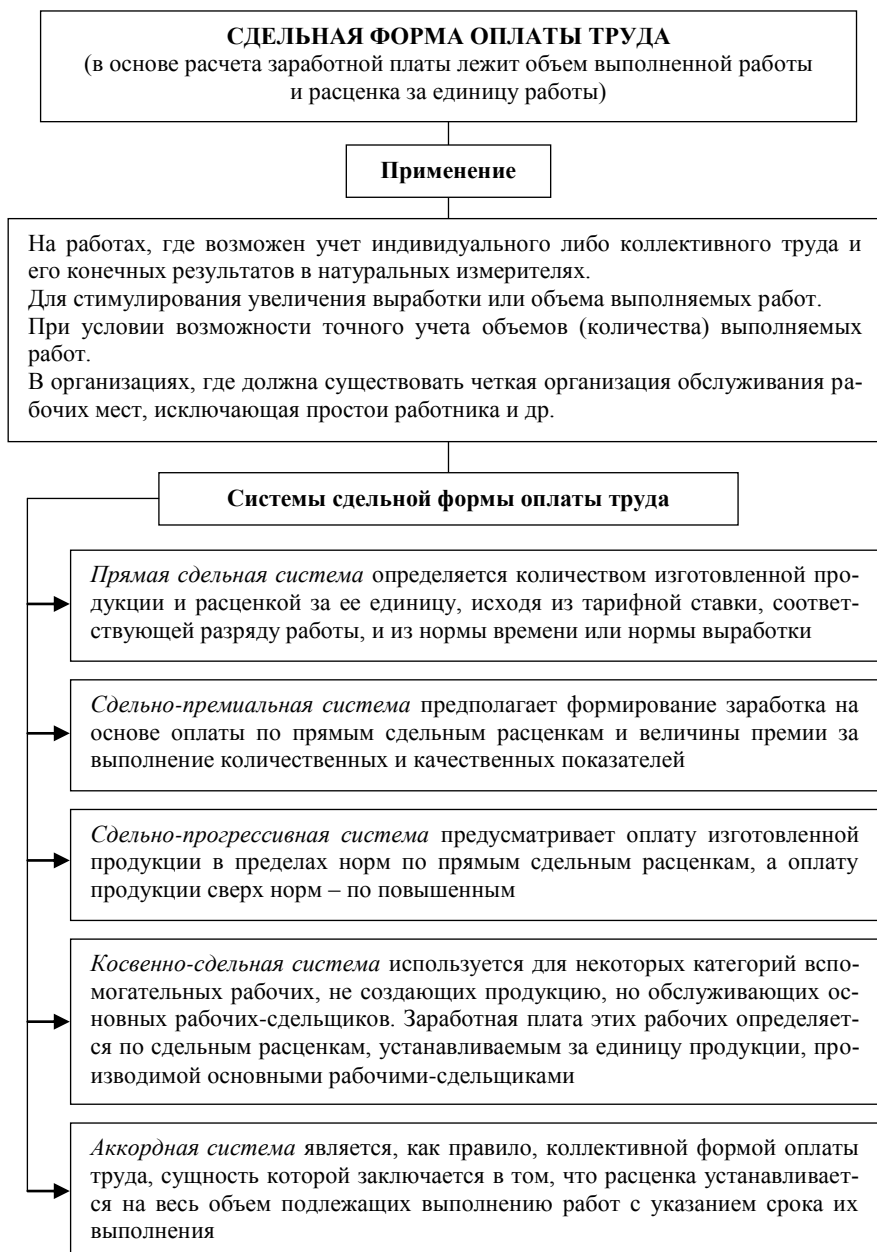 СДЕЛЬНАЯ ФОРМА ОПЛАТЫ ТРУДА
(в основе расчета заработной платы лежит объем выполненной работы
и расценка за единицу работы)
Применение
На работах, где возможен учет индивидуального либо коллективного труда и
его конечных результатов в натуральных измерителях.
Для стимулирования увеличения выработки или объема выполняемых работ.
При условии возможности точного учета объемов (количества) выполняемых
работ.
В организациях, где должна существовать четкая организация обслуживания ра-
бочих мест, исключающая простои работника и др.
Системы сдельной формы оплаты труда
Прямая сдельная система определяется количеством изготовленной про-
дукции и расценкой за ее единицу, исходя из тарифной ставки, соответ-
ствующей разряду работы, и из нормы времени или нормы выработки
Сдельно-премиальная система предполагает формирование заработка на
основе оплаты по прямым сдельным расценкам и величины премии за
выполнение количественных и качественных показателей
Сдельно-прогрессивная система предусматривает оплату изготовленной
продукции в пределах норм по прямым сдельным расценкам, а оплату
продукции сверх норм – по повышенным
Косвенно-сдельная система используется для некоторых категорий вспо-
могательных рабочих, не создающих продукцию, но обслуживающих ос-
новных рабочих-сдельщиков. Заработная плата этих рабочих определяет-
ся по сдельным расценкам, устанавливаемым за единицу продукции, про-
изводимой основными рабочими-сдельщиками
Аккордная система является, как правило, коллективной формой оплаты
труда, сущность которой заключается в том, что расценка устанавливает-
ся на весь объем подлежащих выполнению работ с указанием срока их
выполнения